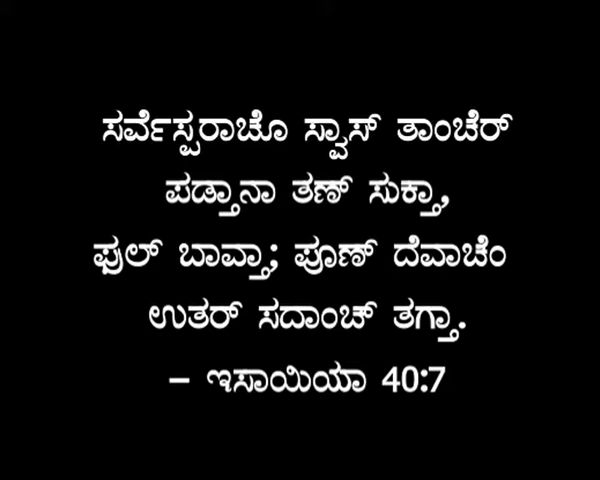 ಸರ್ವೆಸ್ಪರಾಚೊ ಸ್ವಾಸ್ ತಾಂಚೆರ್
ಪಡ್ತಾನಾ ತಣ್ ಸುಕ್ತಾ,
ಫುಲ್ ಬಾವ್ತಾ; ಪೂಣ್ ದೆವಾಚೆಂ
ಉತರ್ ಸದಾಂಚ್ ತಗ್ತಾ.
– ಇಸಾಯಿಯಾ 40:7